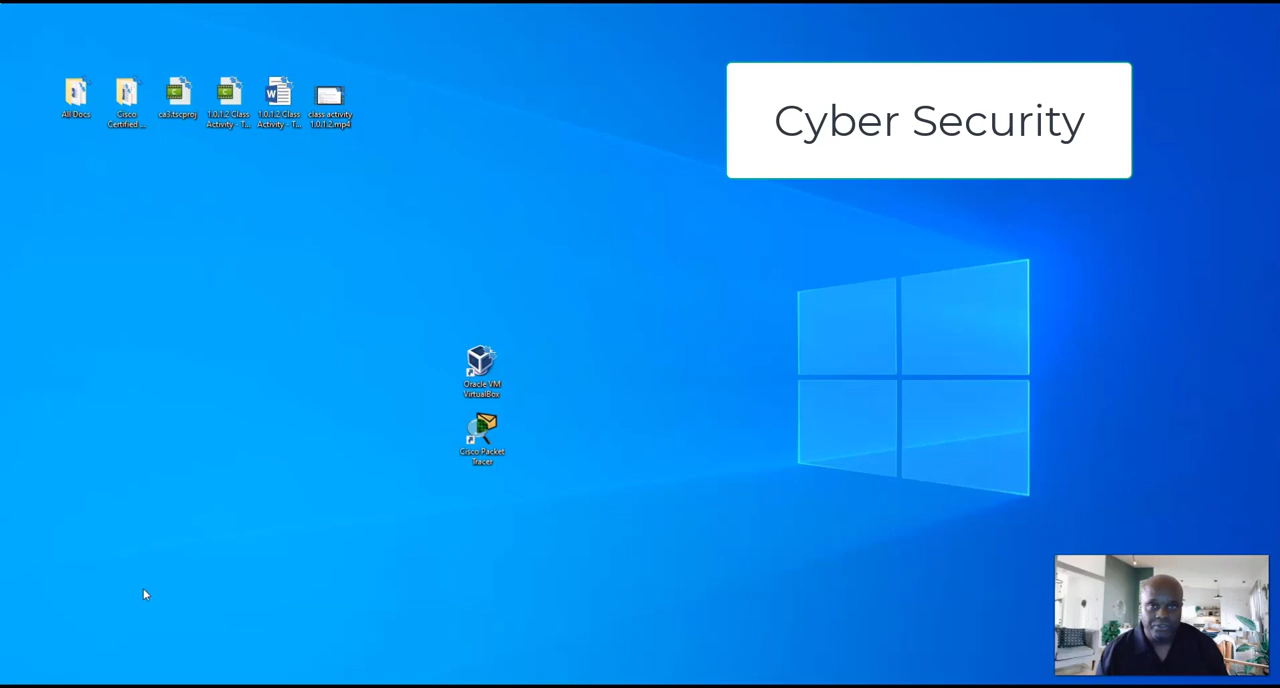 Cyber Security
All Docs
Cisco
Certified ...
ca3.tscproj
1.0.1.2 Class
Activity - T...
1.0.1.2 Class
Activity - T...
class activity
1.0.1.2.mp4
Oracle VM
VirtualBox
Cisco Packet
Tracer